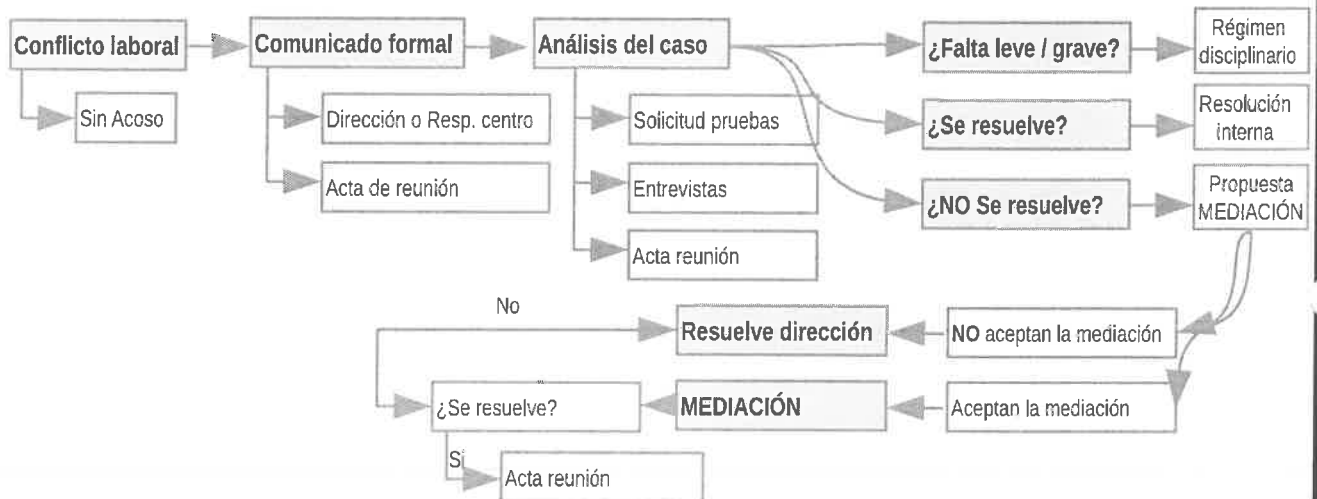 Conflicto laboral
Comunicado formal
Análisis del caso
¿Falta leve / grave?
Régimen
disciplinario
Sin Acoso
Dirección o Resp. centro
Solicitud pruebas
¿Se resuelve?
Resolución
interna
Acta de reunión
Entrevistas
¿NO Se resuelve?
Propuesta
MEDIACIÓN
Acta reunión
No
Resuelve dirección
NO aceptan la mediación
¿Se resuelve?
MEDIACIÓN
Aceptan la mediación
Si
Acta reunión